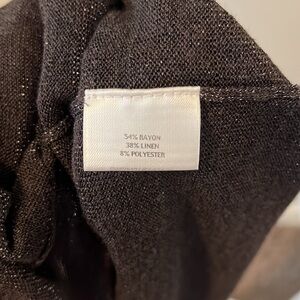 54% RAYON
38% LINEN
8% POLYESTER